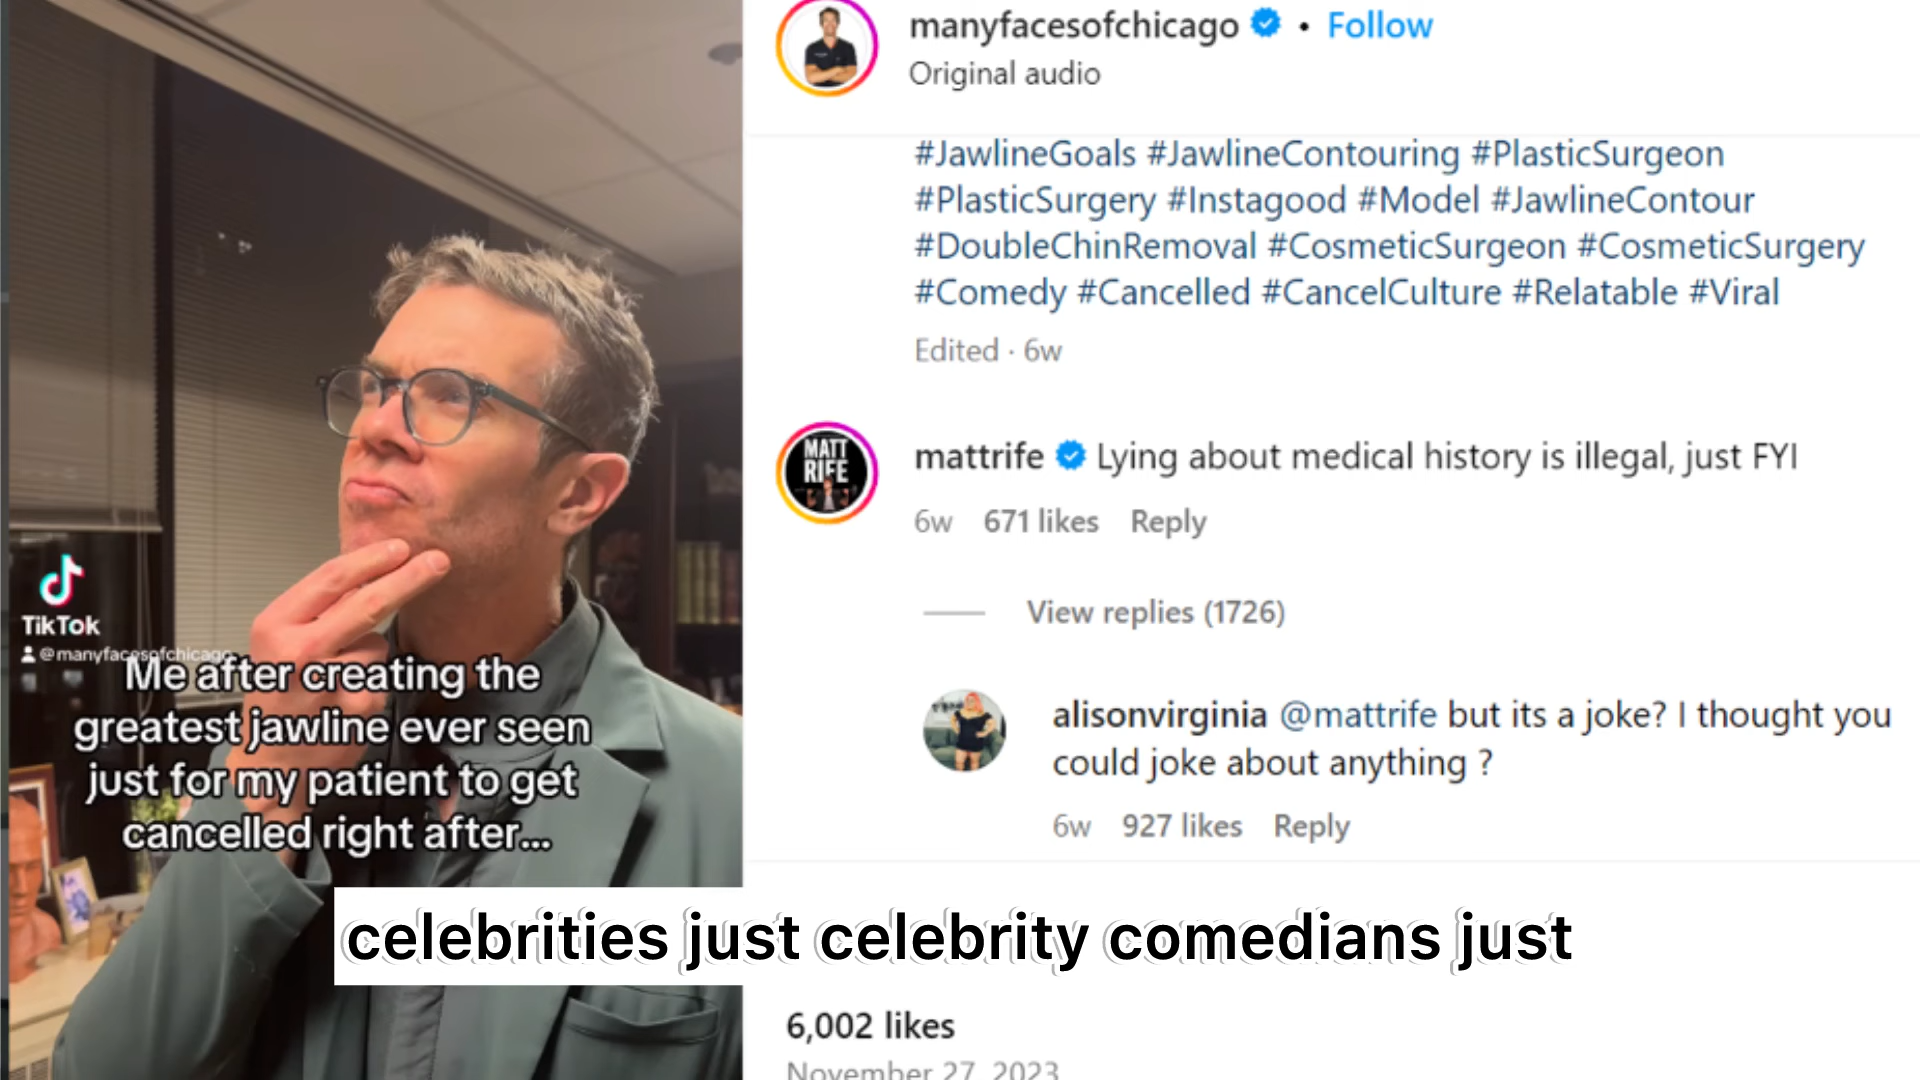 manyfacesofchicago • Follow
Original audio
#JawlineGoals #JawlineContouring #PlasticSurgeon
#PlasticSurgery #Instagood #Model #JawlineContour
#DoubleChinRemoval #CosmeticSurgeon #CosmeticSurgery
#Comedy #Cancelled #CancelCulture #Relatable #Viral
Edited · 6w
MATT
RIFE
mattrife Lying about medical history is illegal, just FYI
6w 671 likes Reply
View replies (1726)
alisonvirginia @mattrife but its a joke? I thought you
could joke about anything ?
6w 927 likes Reply
TikTok
@manyfacesofchicago
Me after creating the
greatest jawline ever seen
just for my patient to get
cancelled right after...
celebrities just celebrity comedians just
6,002 likes
November 27, 2023